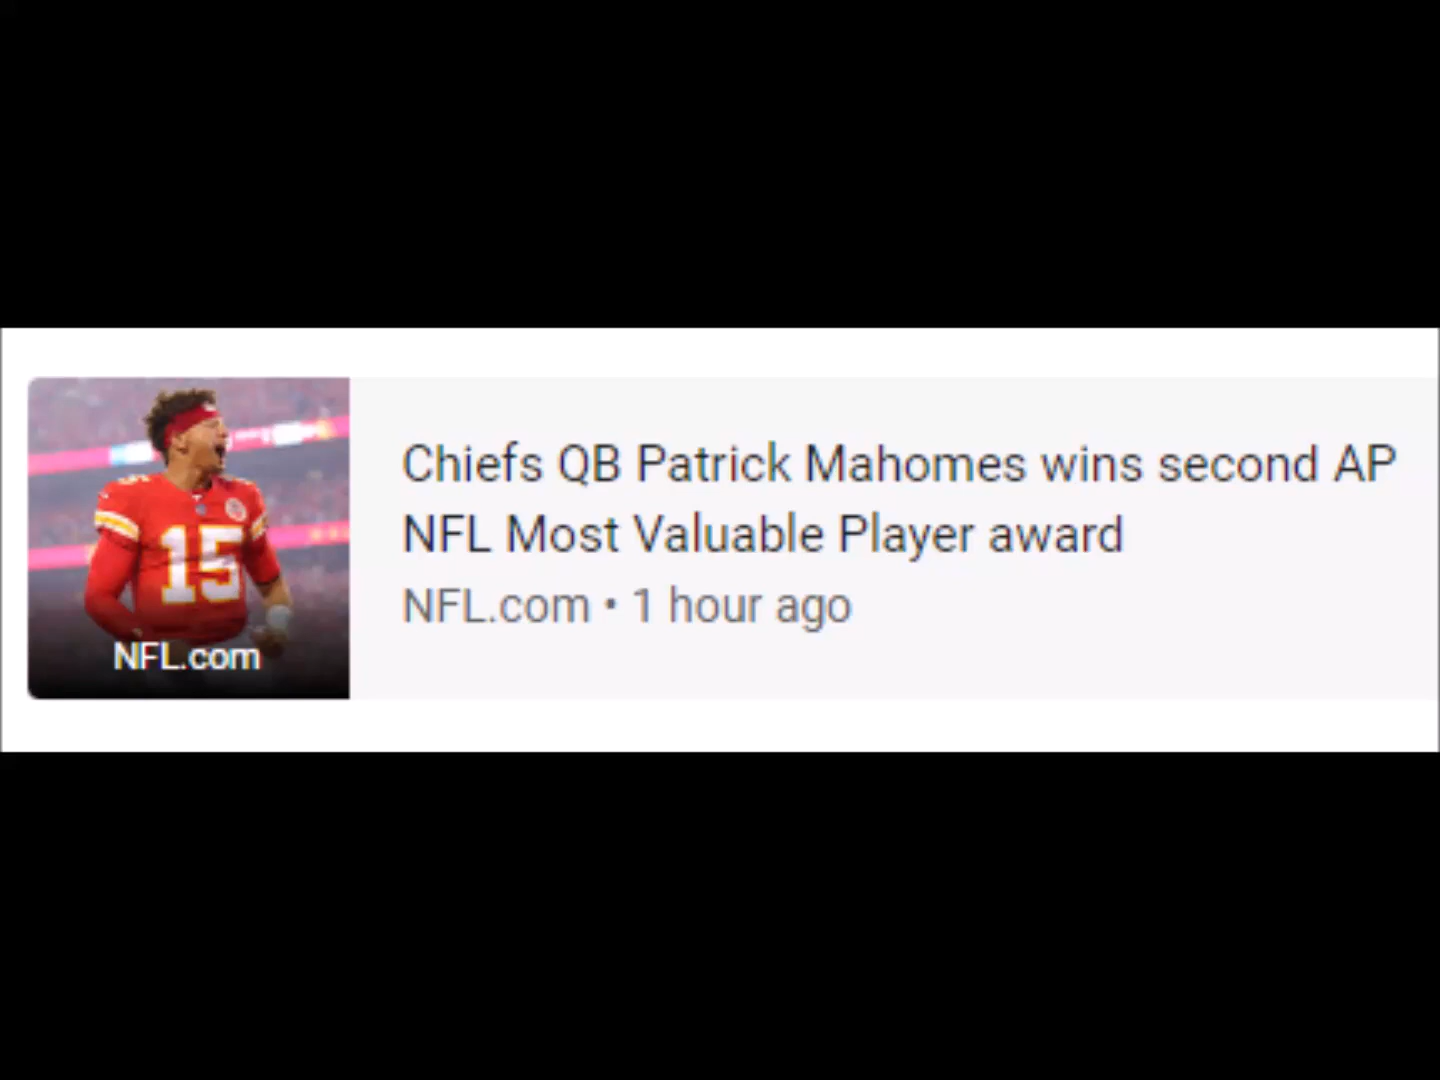 15
NFL.com
Chiefs QB Patrick Mahomes wins second AP
NFL Most Valuable Player award
NFL.com • 1 hour ago